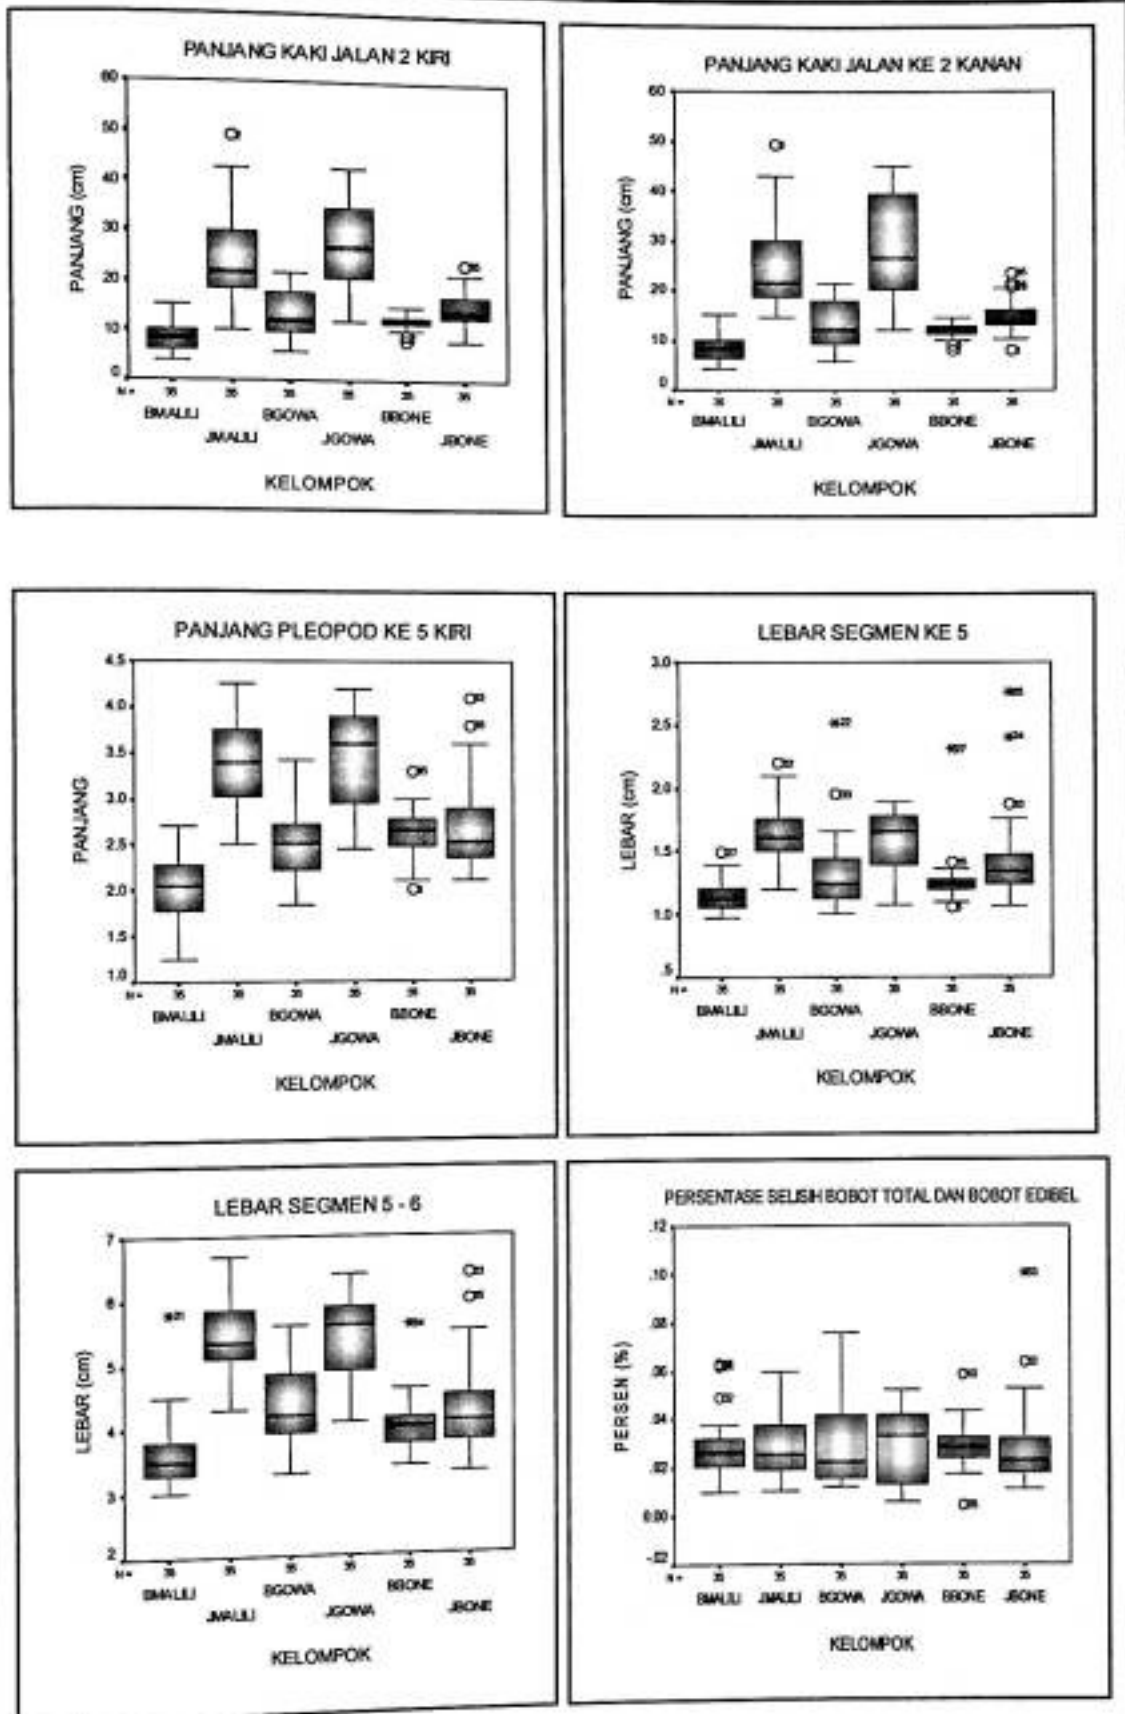 PANJANG KAKI JALAN 2 KIRI
60
50
40
30
20
10
0
PANJANG (cm)
N =
BMALILI
JMALILI
BGOWA
JGOWA
BBONE
JBONE
KELOMPOK
PANJANG KAKI JALAN KE 2 KANAN
60
50
40
30
20
10
0
PANJANG (cm)
N =
BMALILI
JMALILI
BGOWA
JGOWA
BBONE
JBONE
KELOMPOK
PANJANG PLEOPOD KE 5 KIRI
4.5
4.0
3.5
3.0
2.5
2.0
1.5
1.0
PANJANG
N =
BMALILI
JMALILI
BGOWA
JGOWA
BBONE
JBONE
KELOMPOK
LEBAR SEGMEN KE 5
3.0
2.5
2.0
1.5
1.0
.5
LEBAR (cm)
N =
BMALILI
JMALILI
BGOWA
JGOWA
BBONE
JBONE
KELOMPOK
LEBAR SEGMEN 5 - 6
7
6
5
4
3
2
LEBAR (cm)
N =
BMALILI
JMALILI
BGOWA
JGOWA
BBONE
JBONE
KELOMPOK
PERSENTASE SELISIH BOBOT TOTAL DAN BOBOT EDIBEL
.12
.10
.08
.06
.04
.02
0.00
-.02
PERSEN (%)
N =
BMALILI
JMALILI
BGOWA
JGOWA
BBONE
JBONE
KELOMPOK